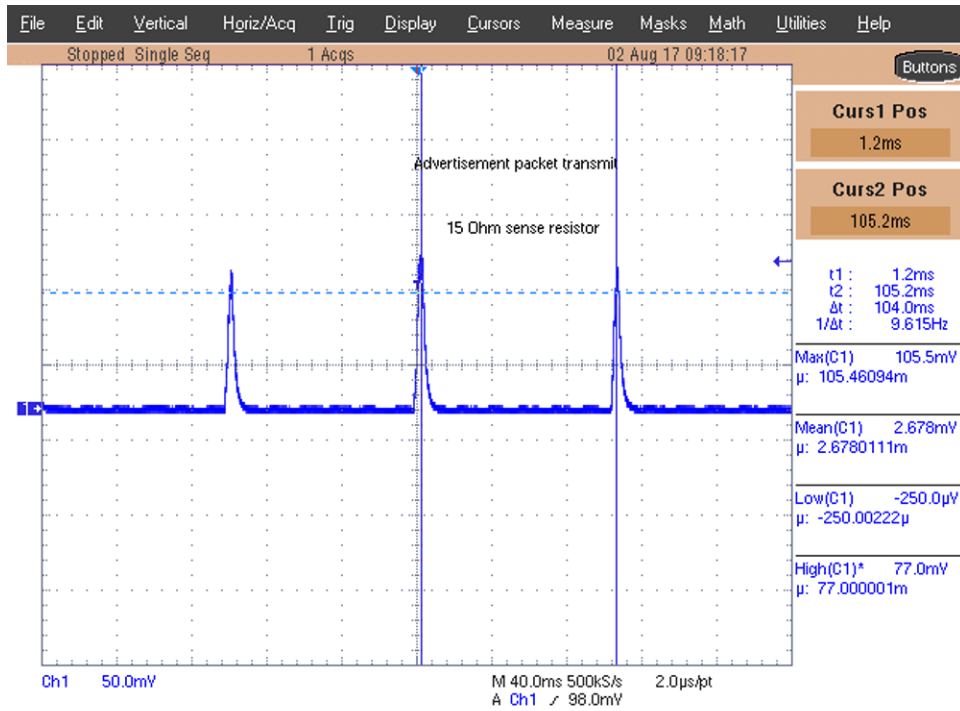 File Edit Vertical Horiz/Acq Trig Display Cursors Measure Masks Math Utilities Help
Stopped Single Seq 1 Acqs 02 Aug 17 09:18:17
Buttons
Curs1 Pos
1.2ms
Curs2 Pos
105.2ms
Advertisement packet transmit
15 Ohm sense resistor
t1 : 1.2ms
t2 : 105.2ms
Δt : 104.0ms
1/Δt : 9.615Hz
Max(C1) 105.5mV
µ: 105.46094m
Mean(C1) 2.678mV
µ: 2.6780111m
Low(C1) -250.0µV
µ: -250.00222µ
High(C1)* 77.0mV
µ: 77.000001m
1
Ch1 50.0mV M 40.0ms 500kS/s 2.0µs/pt
A Ch1 ∕ 98.0mV